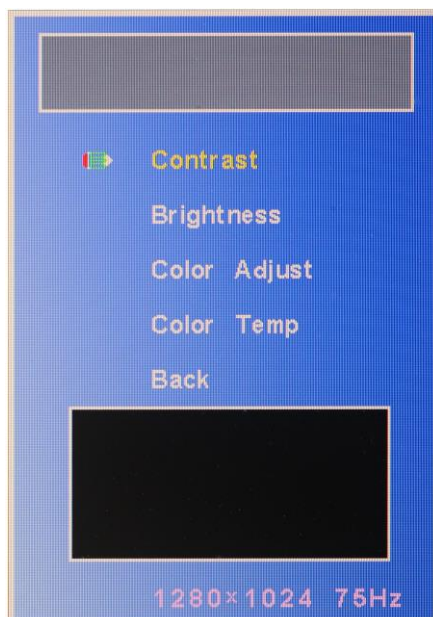 Contrast
Brightness
Color Adjust
Color Temp
Back
1280×1024 75Hz